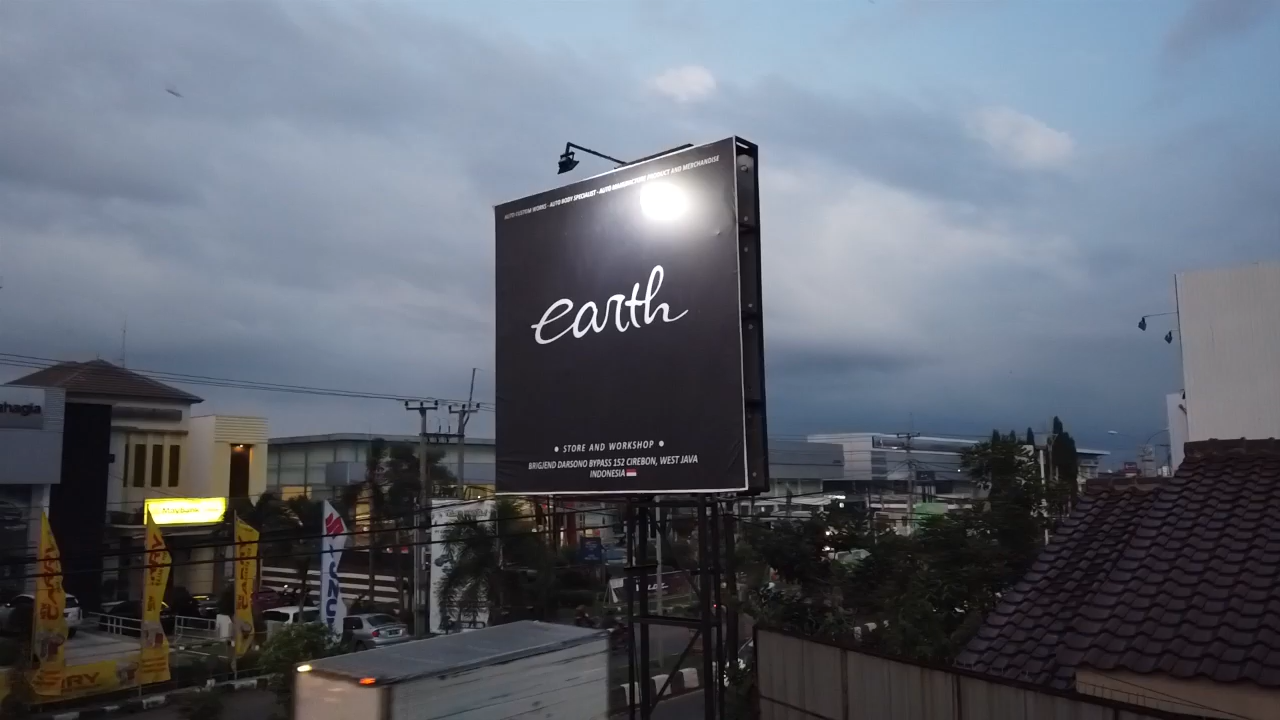 AUTO CUSTOM WORKS - AUTO BODY SPECIALIST - AUTO MANUFACTURE PRODUCT AND MERCHANDISE
earth
• STORE AND WORKSHOP •
BRIGJEND DARSONO BYPASS 152 CIREBON, WEST JAVA
INDONESIA
Maybank